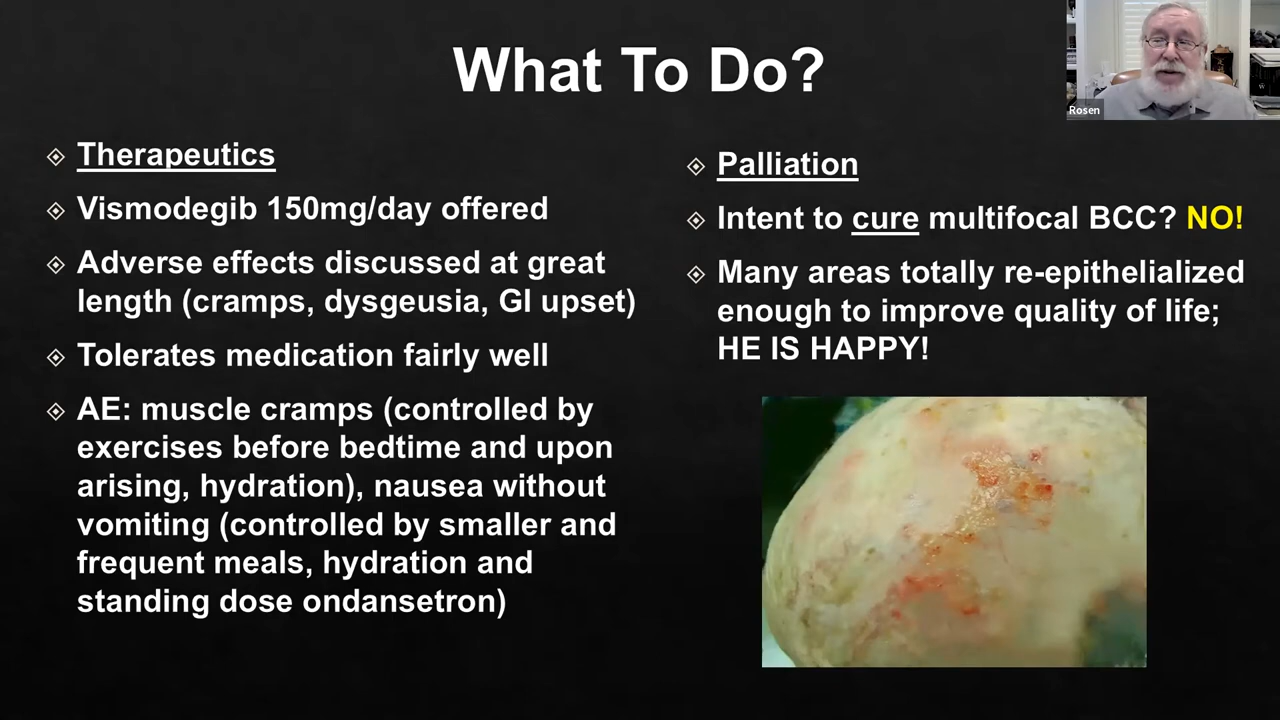 What To Do?
Rosen
Therapeutics
Vismodegib 150mg/day offered
Adverse effects discussed at great
length (cramps, dysgeusia, GI upset)
Tolerates medication fairly well
AE: muscle cramps (controlled by
exercises before bedtime and upon
arising, hydration), nausea without
vomiting (controlled by smaller and
frequent meals, hydration and
standing dose ondansetron)
Palliation
Intent to cure multifocal BCC? NO!
Many areas totally re-epithelialized
enough to improve quality of life;
HE IS HAPPY!